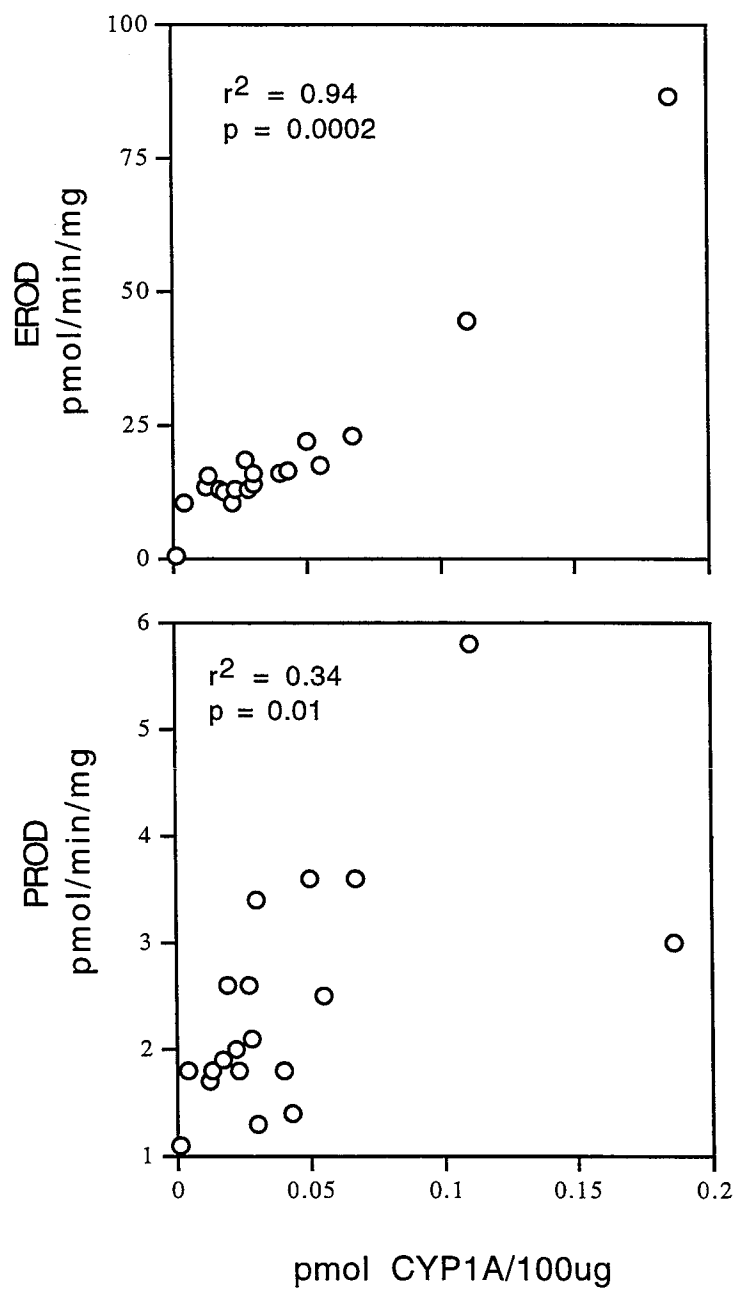 100
r2 = 0.94
p = 0.0002
75
EROD
pmol/min/mg
50
25
0
6
r2 = 0.34
p = 0.01
5
PROD
pmol/min/mg
4
3
2
1
0 0.05 0.1 0.15 0.2
pmol CYP1A/100ug